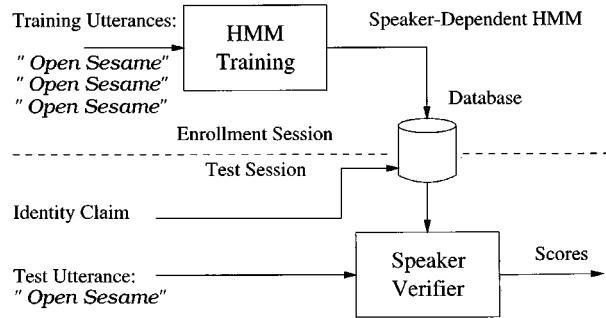 Training Utterances:
" Open Sesame"
" Open Sesame"
" Open Sesame"
HMM
Training
Speaker-Dependent HMM
Database
Enrollment Session
Test Session
Identity Claim
Test Utterance:
" Open Sesame"
Speaker
Verifier
Scores